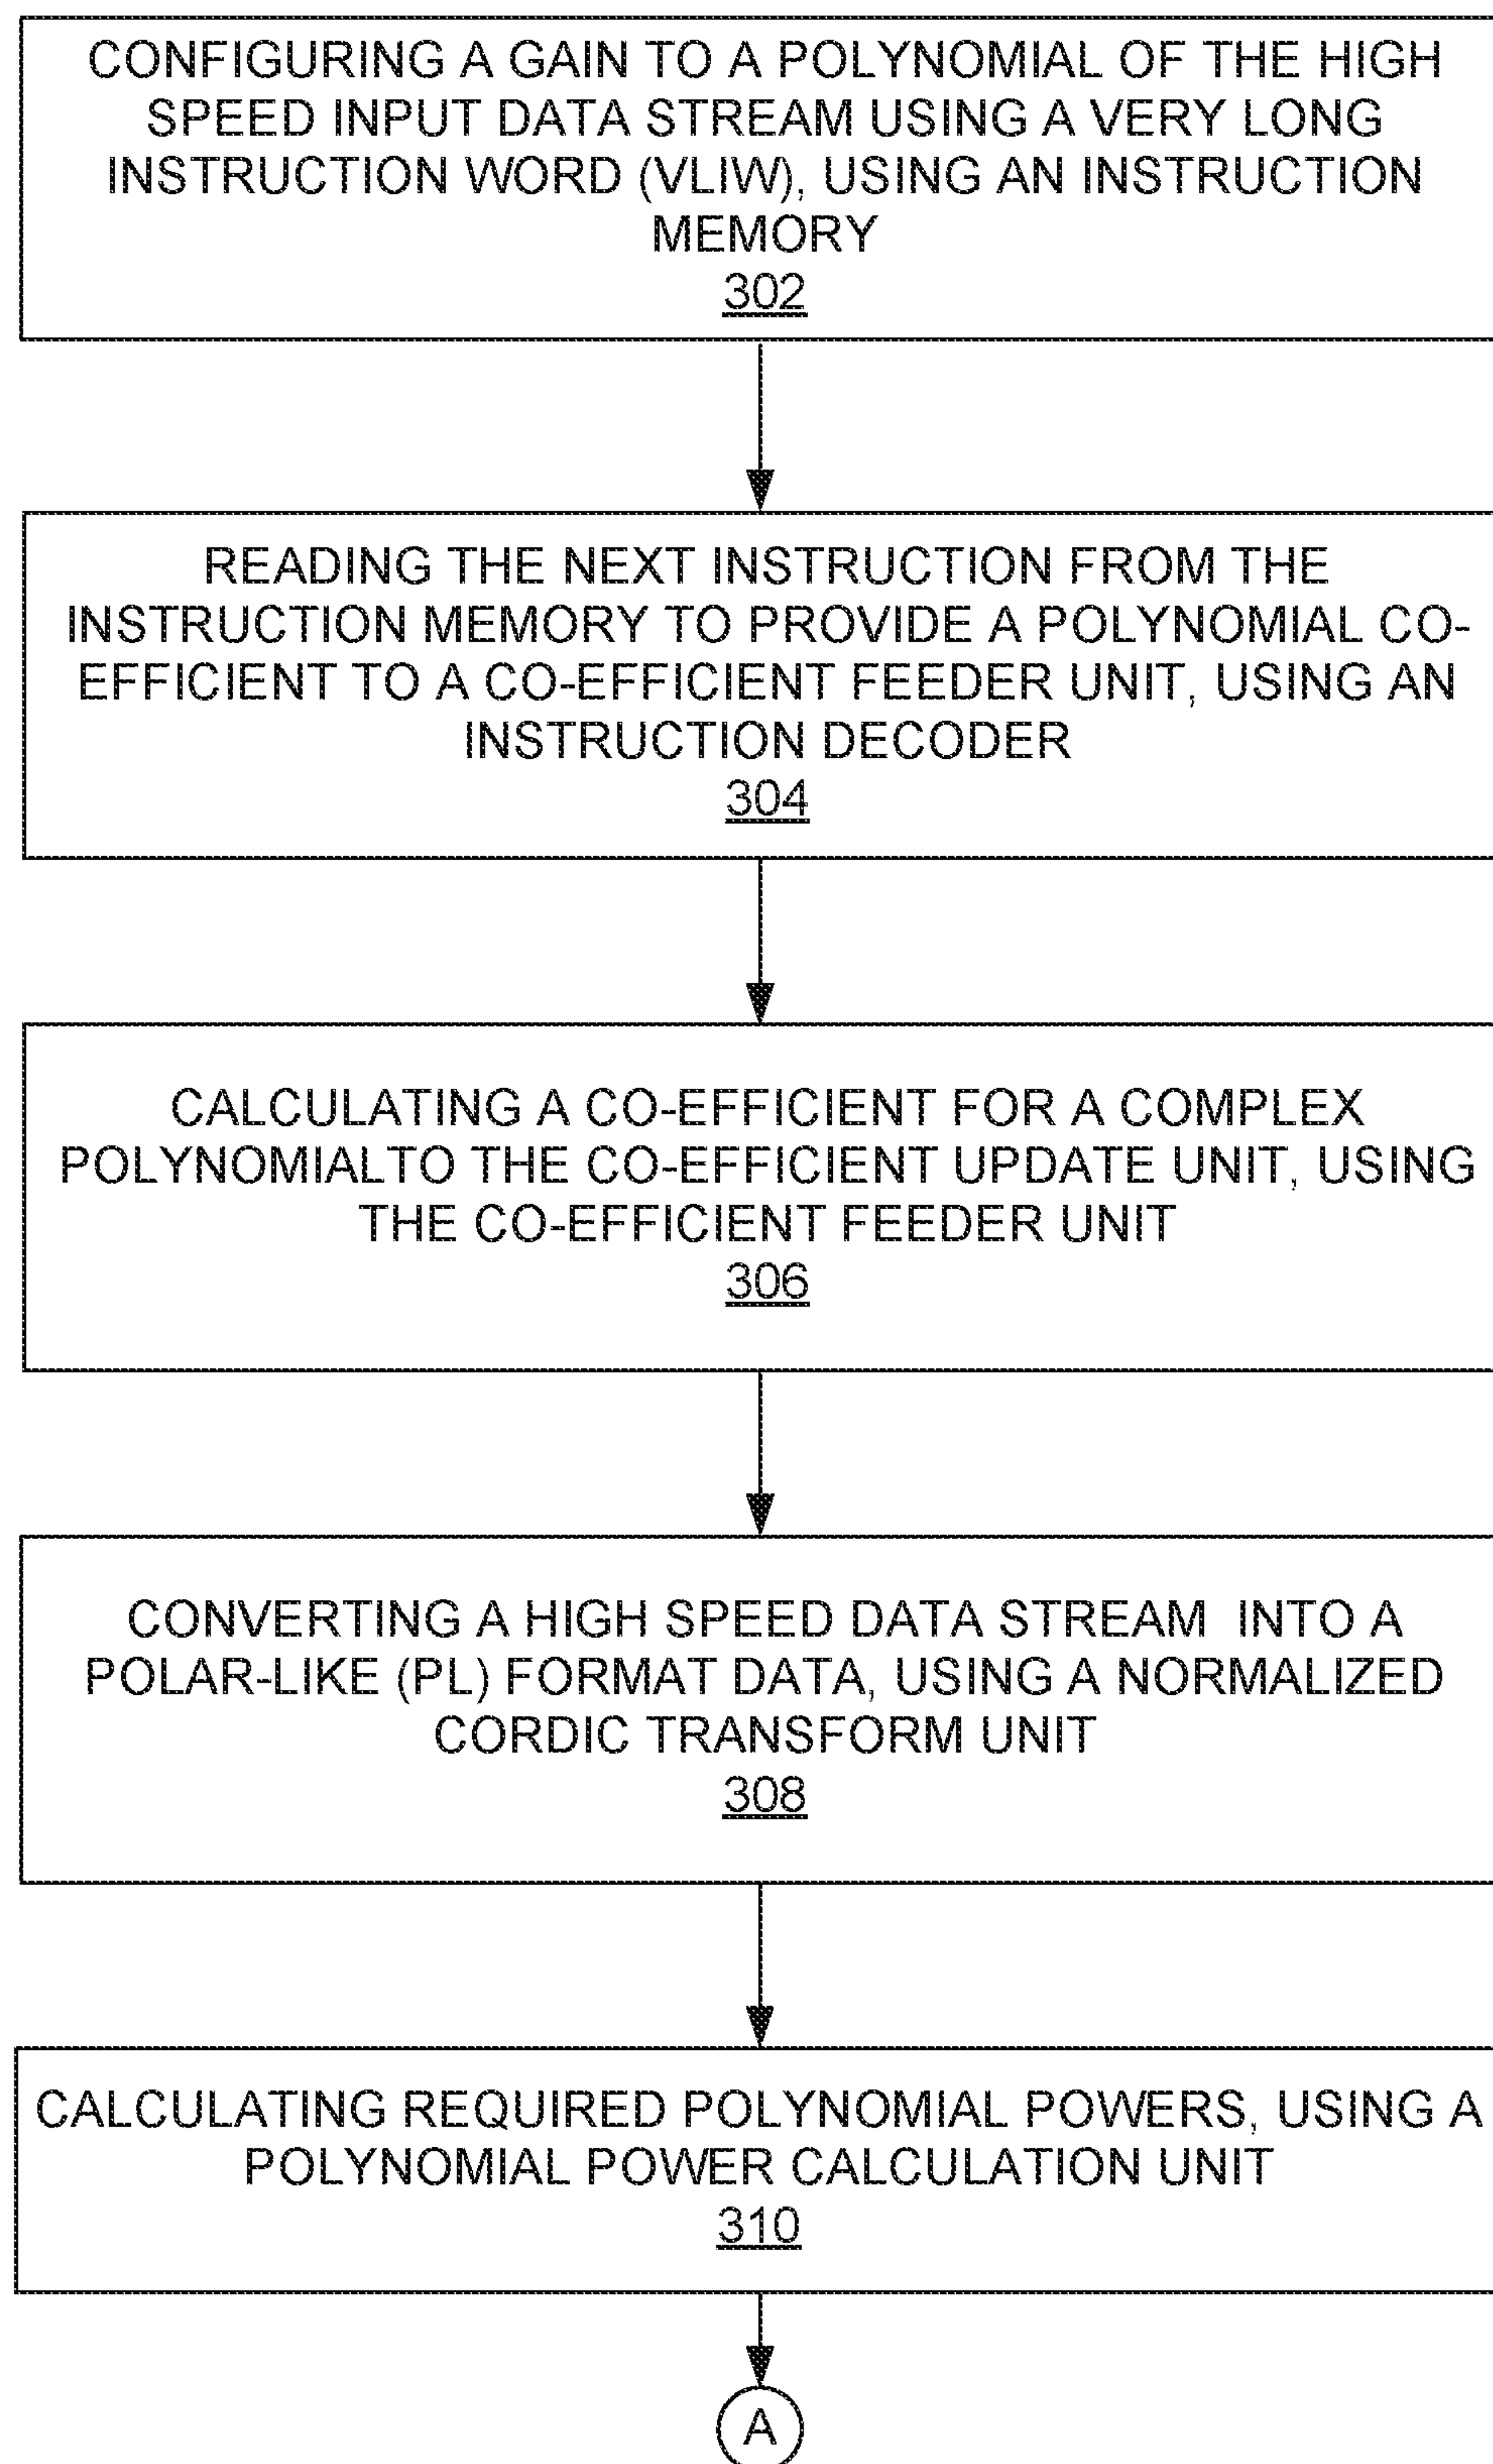 CONFIGURING A GAIN TO A POLYNOMIAL OF THE HIGH
SPEED INPUT DATA STREAM USING A VERY LONG
INSTRUCTION WORD (VLIW), USING AN INSTRUCTION
MEMORY
302
READING THE NEXT INSTRUCTION FROM THE
INSTRUCTION MEMORY TO PROVIDE A POLYNOMIAL CO-
EFFICIENT TO A CO-EFFICIENT FEEDER UNIT, USING AN
INSTRUCTION DECODER
304
CALCULATING A CO-EFFICIENT FOR A COMPLEX
POLYNOMIALTO THE CO-EFFICIENT UPDATE UNIT, USING
THE CO-EFFICIENT FEEDER UNIT
306
CONVERTING A HIGH SPEED DATA STREAM INTO A
POLAR-LIKE (PL) FORMAT DATA, USING A NORMALIZED
CORDIC TRANSFORM UNIT
308
CALCULATING REQUIRED POLYNOMIAL POWERS, USING A
POLYNOMIAL POWER CALCULATION UNIT
310
A